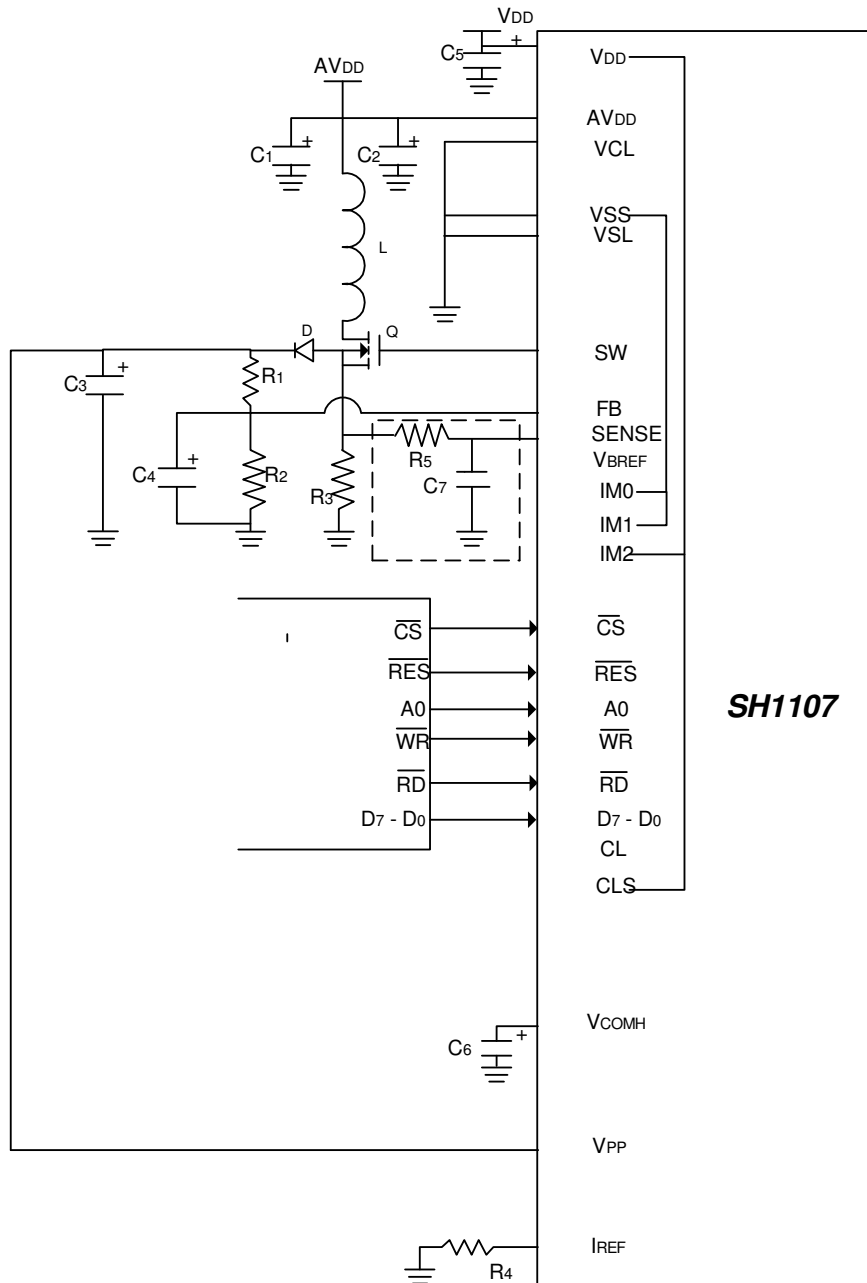 VDD
C5
VDD
AVDD
AVDD
VCL
C1
C2
VSS
VSL
L
D
Q
SW
R1
C3
FB
SENSE
R5
VBREF
C4
R2
R3
C7
IM0
IM1
IM2
CS
CS
RES
RES
A0
A0
SH1107
WR
WR
RD
RD
D7 - D0
D7 - D0
CL
CLS
VCOMH
C6
VPP
IREF
R4